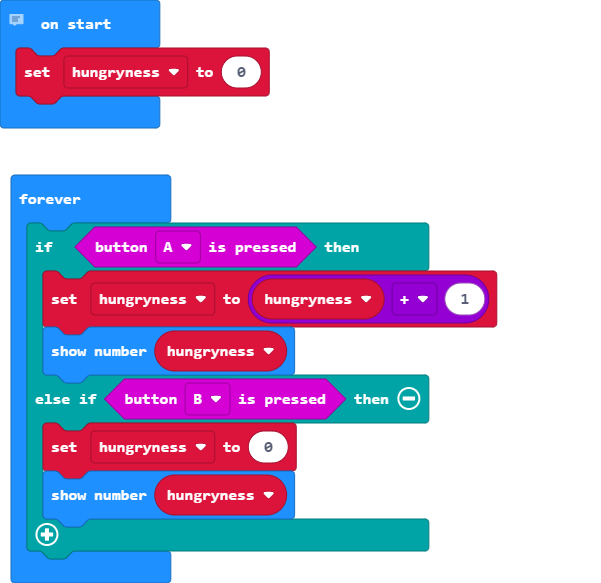 on start
set hungryness to 0
forever
if button A is pressed then
set hungryness to hungryness + 1
show number hungryness
else if button B is pressed then
set hungryness to 0
show number hungryness